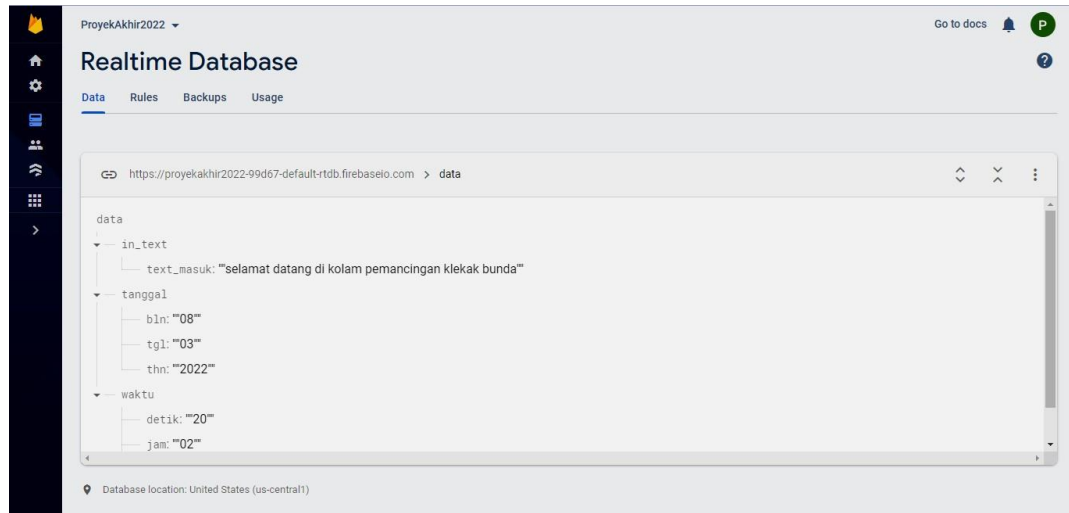 ProyekAkhir2022
Go to docs
P
Realtime Database
?
Data Rules Backups Usage
https://proyekakhir2022-99d67-default-rtdb.firebaseio.com > data
data
in_text
text_masuk: ""selamat datang di kolam pemancingan klekak bunda""
tanggal
bln: ""08""
tgl: ""03""
thn: ""2022""
waktu
detik: ""20""
jam: ""02""
Database location: United States (us-central1)